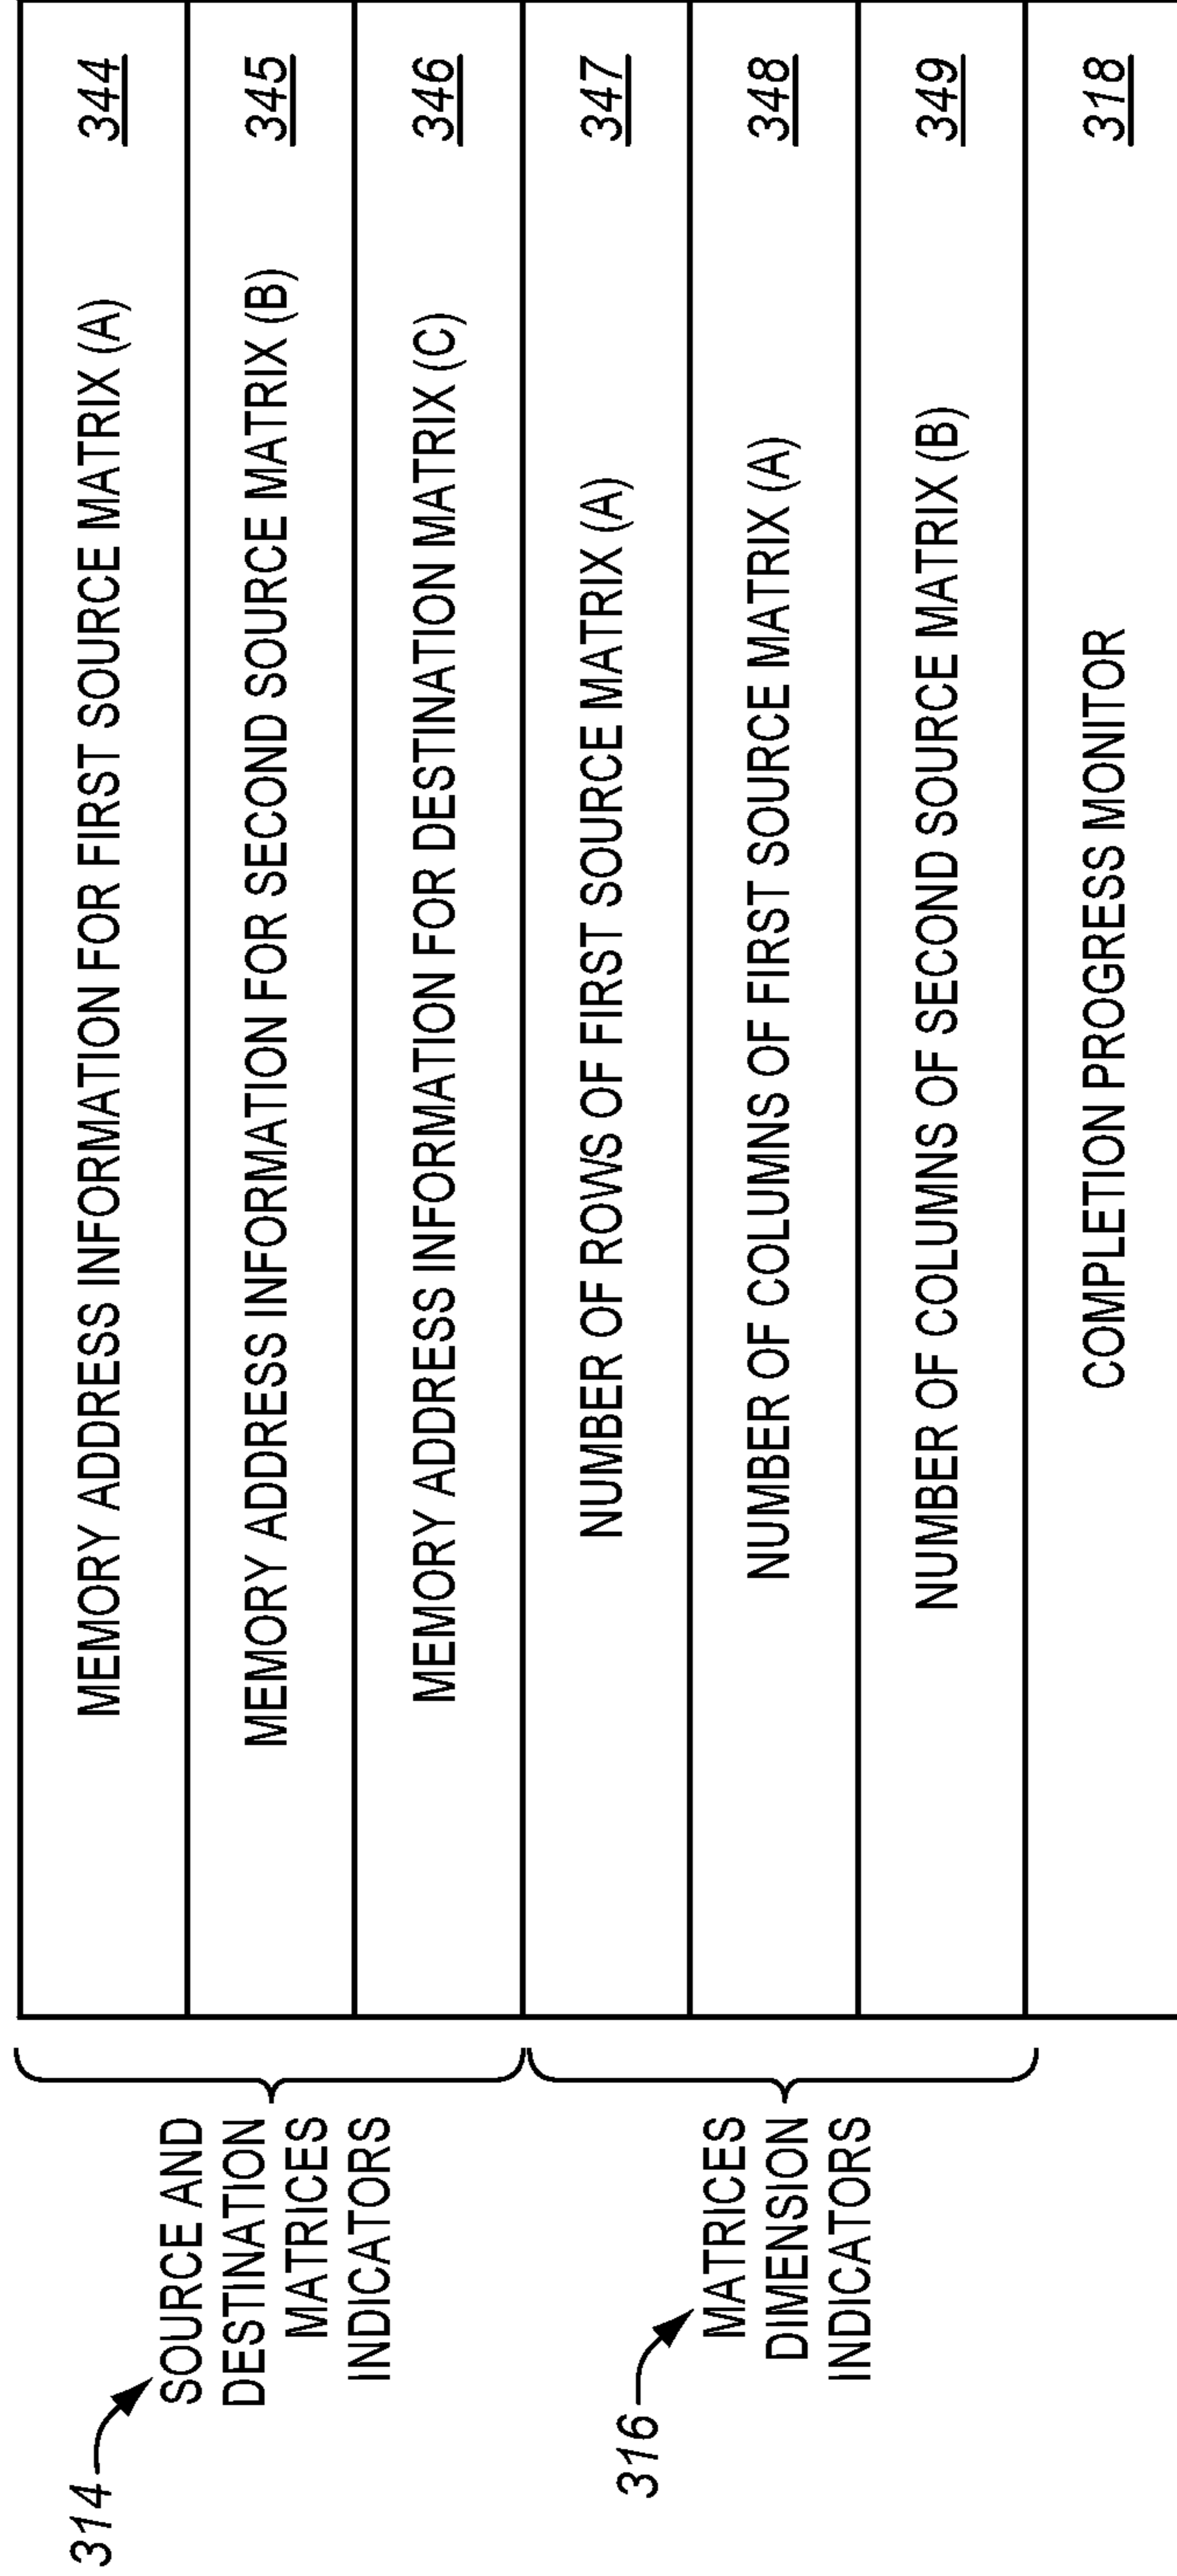 314
SOURCE AND
DESTINATION
MATRICES
INDICATORS
MEMORY ADDRESS INFORMATION FOR FIRST SOURCE MATRIX (A) 344
MEMORY ADDRESS INFORMATION FOR SECOND SOURCE MATRIX (B) 345
MEMORY ADDRESS INFORMATION FOR DESTINATION MATRIX (C) 346
316
MATRICES
DIMENSION
INDICATORS
NUMBER OF ROWS OF FIRST SOURCE MATRIX (A) 347
NUMBER OF COLUMNS OF FIRST SOURCE MATRIX (A) 348
NUMBER OF COLUMNS OF SECOND SOURCE MATRIX (B) 349
COMPLETION PROGRESS MONITOR 318